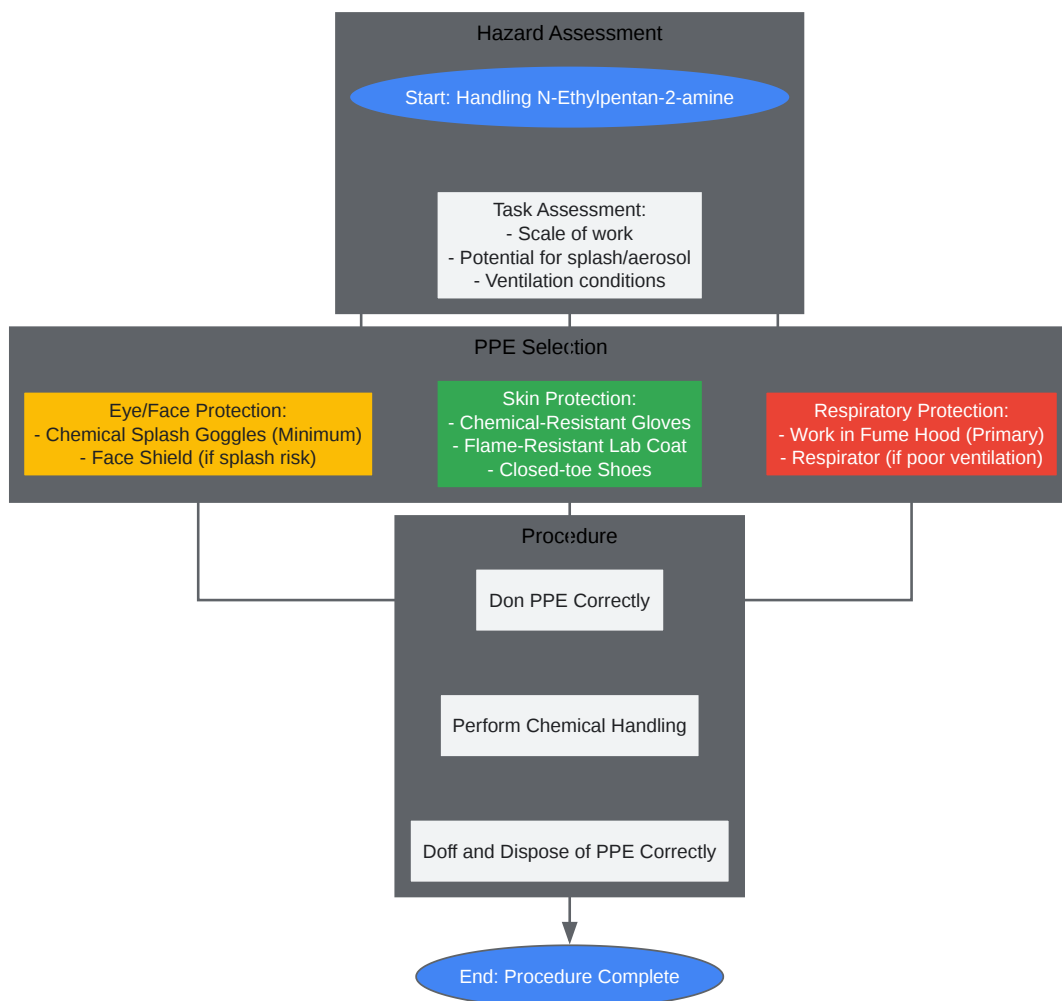 Hazard Assessment
Start: Handling N-Ethylpentan-2-amine
Task Assessment:
- Scale of work
- Potential for splash/aerosol
- Ventilation conditions
PPE Selection
Eye/Face Protection:
- Chemical Splash Goggles (Minimum)
- Face Shield (if splash risk)
Skin Protection:
- Chemical-Resistant Gloves
- Flame-Resistant Lab Coat
- Closed-toe Shoes
Respiratory Protection:
- Work in Fume Hood (Primary)
- Respirator (if poor ventilation)
Procedure
Don PPE Correctly
Perform Chemical Handling
Doff and Dispose of PPE Correctly
End: Procedure Complete